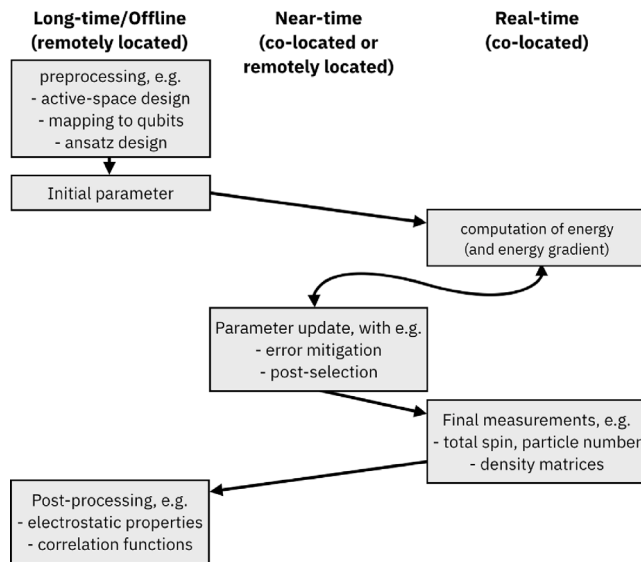 Long-time/Offline
(remotely located)
Near-time
(co-located or
remotely located)
Real-time
(co-located)
preprocessing, e.g.
- active-space design
- mapping to qubits
- ansatz design
Initial parameter
computation of energy
(and energy gradient)
Parameter update, with e.g.
- error mitigation
- post-selection
Final measurements, e.g.
- total spin, particle number
- density matrices
Post-processing, e.g.
- electrostatic properties
- correlation functions